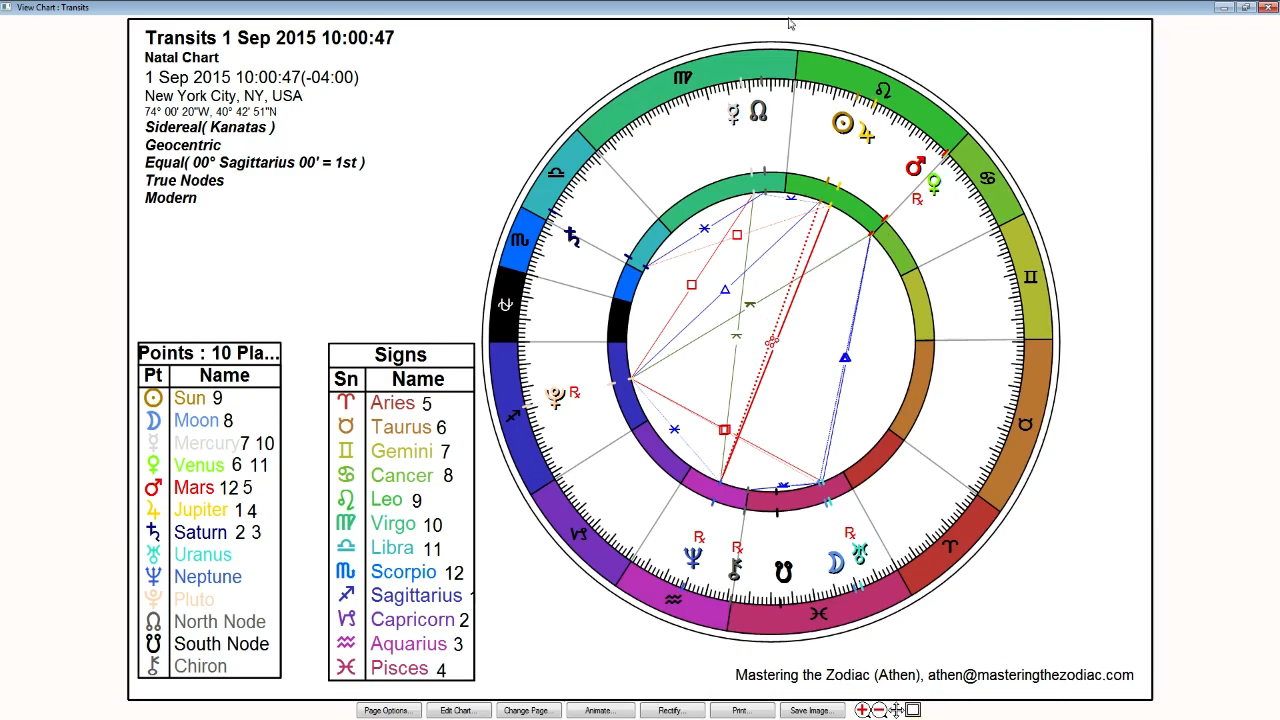 View Chart : Transits
Transits 1 Sep 2015 10:00:47
Natal Chart
1 Sep 2015 10:00:47(-04:00)
New York City, NY, USA
74° 00' 20"W, 40° 42' 51"N
Sidereal( Kanatas )
Geocentric
Equal( 00° Sagittarius 00' = 1st )
True Nodes
Modern
Points : 10 Pla...
Pt Name
Sun 9
Moon 8
Mercury 7 10
Venus 6 11
Mars 12 5
Jupiter 1 4
Saturn 2 3
Uranus
Neptune
Pluto
North Node
South Node
Chiron
Signs
Sn Name
Aries 5
Taurus 6
Gemini 7
Cancer 8
Leo 9
Virgo 10
Libra 11
Scorpio 12
Sagittarius
Capricorn 2
Aquarius 3
Pisces 4
Mastering the Zodiac (Athen), athen@masteringthezodiac.com
Page Options... Edit Chart... Change Page... Animate... Rectify... Print... Save Image...